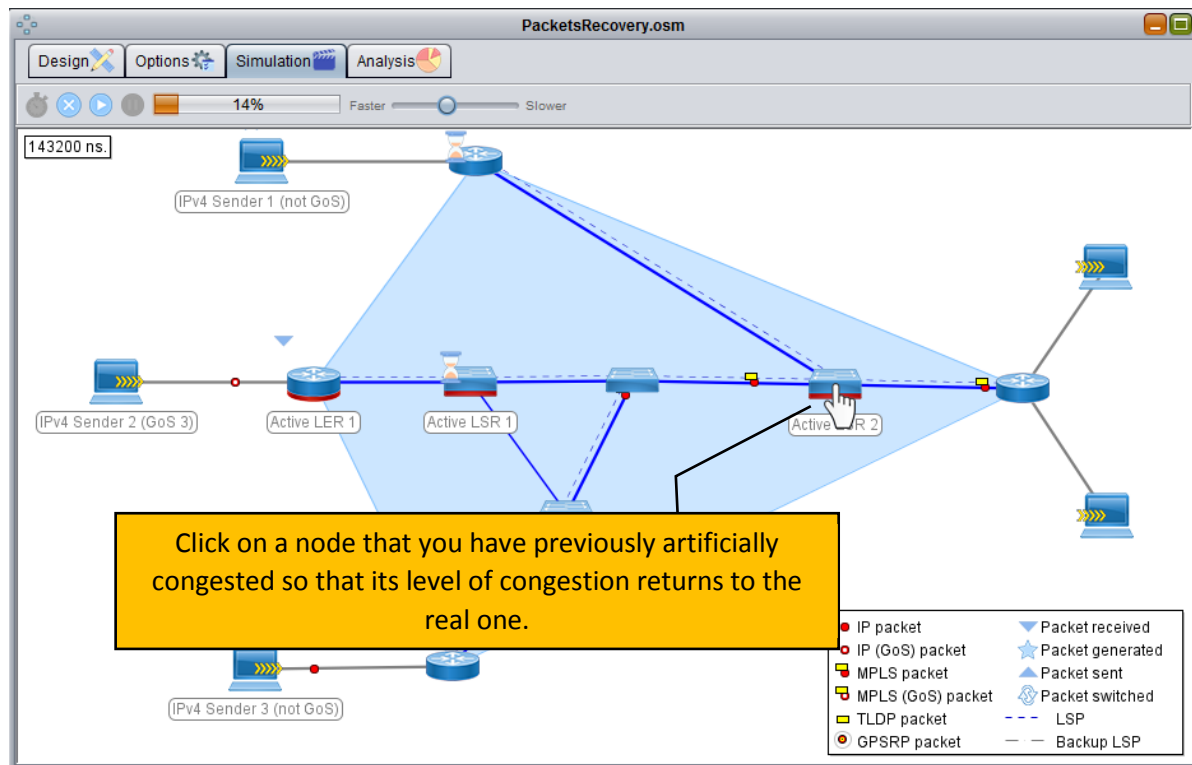 PacketsRecovery.osm
Design
Options
Simulation
Analysis
14%
Faster
Slower
143200 ns.
IPv4 Sender 1 (not GoS)
IPv4 Sender 2 (GoS 3)
Active LER 1)
Active LSR 1)
Active
R 2)
Click on a node that you have previously artificially
congested so that its level of congestion returns to the
real one.
IPv4 Sender 3 (not GoS)
IP packet
Packet received
IP (GoS) packet
Packet generated
MPLS packet
Packet sent
MPLS (GoS) packet
Packet switched
TLDP packet
LSP
GPSRP packet
Backup LSP